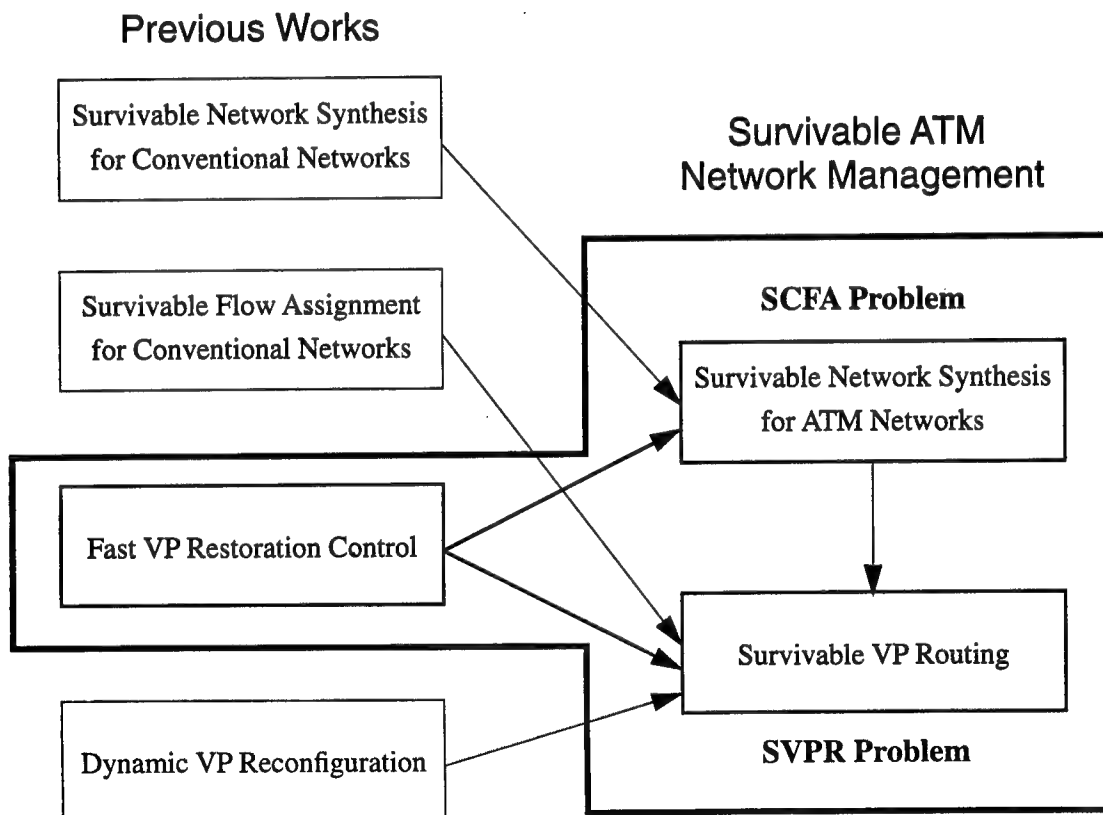 Previous Works
Survivable Network Synthesis
for Conventional Networks
Survivable Flow Assignment
for Conventional Networks
Fast VP Restoration Control
Dynamic VP Reconfiguration
Survivable ATM
Network Management
SCFA Problem
Survivable Network Synthesis
for ATM Networks
Survivable VP Routing
SVPR Problem